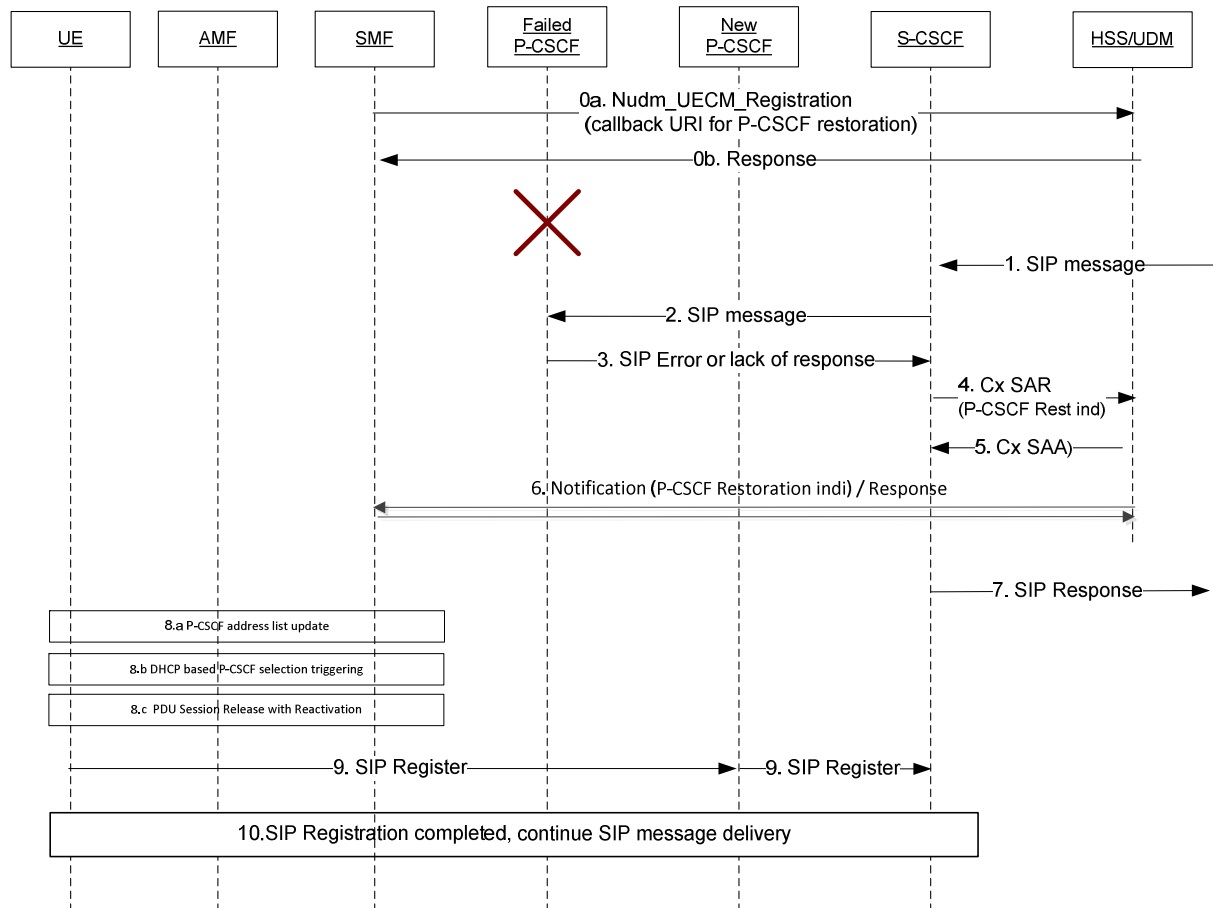 UE
AMF
SMF
Failed
P-CSCF
New
P-CSCF
S-CSCF
HSS/UDM
0a. Nudm_UECM_Registration
(callback URI for P-CSCF restoration)
0b. Response
1. SIP message
2. SIP message
3. SIP Error or lack of response
4. Cx SAR
(P-CSCF Rest ind)
5. Cx SAA)
6. Notification (P-CSCF Restoration indi) / Response
7. SIP Response
8.a P-CSCF address list update
8.b DHCP based P-CSCF selection triggering
8.c PDU Session Release with Reactivation
9. SIP Register
9. SIP Register
10.SIP Registration completed, continue SIP message delivery